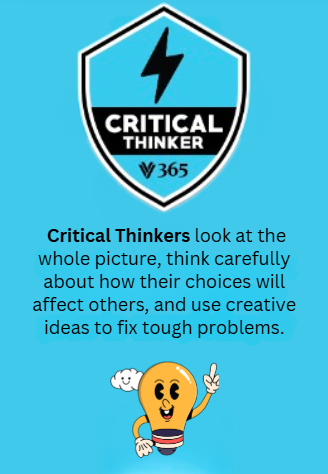 CRITICAL
THINKER
365
Critical Thinkers look at the
whole picture, think carefully
about how their choices will
affect others, and use creative
ideas to fix tough problems.